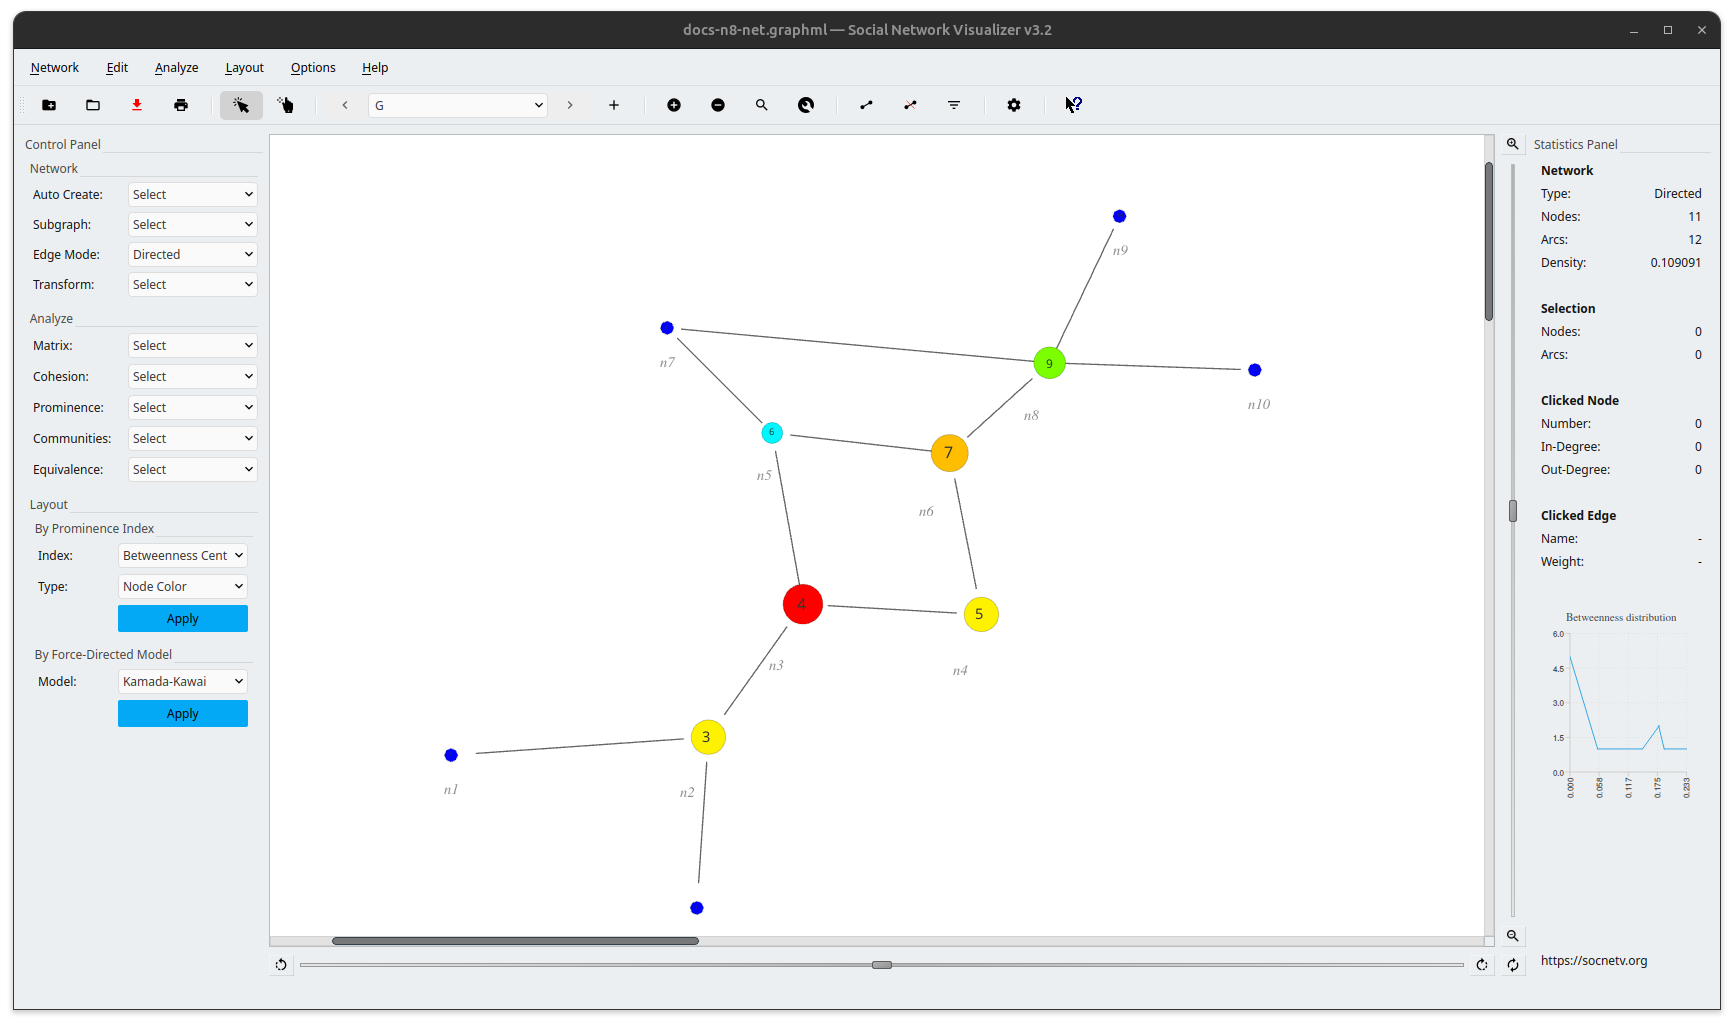 docs-n8-net.graphml — Social Network Visualizer v3.2
Network Edit Analyze Layout Options Help
G
Control Panel
Network
Auto Create: Select
Subgraph: Select
Edge Mode: Directed
Transform: Select
Analyze
Matrix: Select
Cohesion: Select
Prominence: Select
Communities: Select
Equivalence: Select
Layout
By Prominence Index
Index: Betweenness Cent
Type: Node Color
Apply
By Force-Directed Model
Model: Kamada-Kawai
Apply
n9
n7
9
n10
n8
6
7
n5
n6
4
5
n3
n4
3
n1
n2
Statistics Panel
Network
Type: Directed
Nodes: 11
Arcs: 12
Density: 0.109091
Selection
Nodes: 0
Arcs: 0
Clicked Node
Number: 0
In-Degree: 0
Out-Degree: 0
Clicked Edge
Name: -
Weight: -
Betweenness distribution
6.0
4.5
3.0
1.5
0.0
0.000 0.058 0.117 0.175 0.233
https://socnetv.org